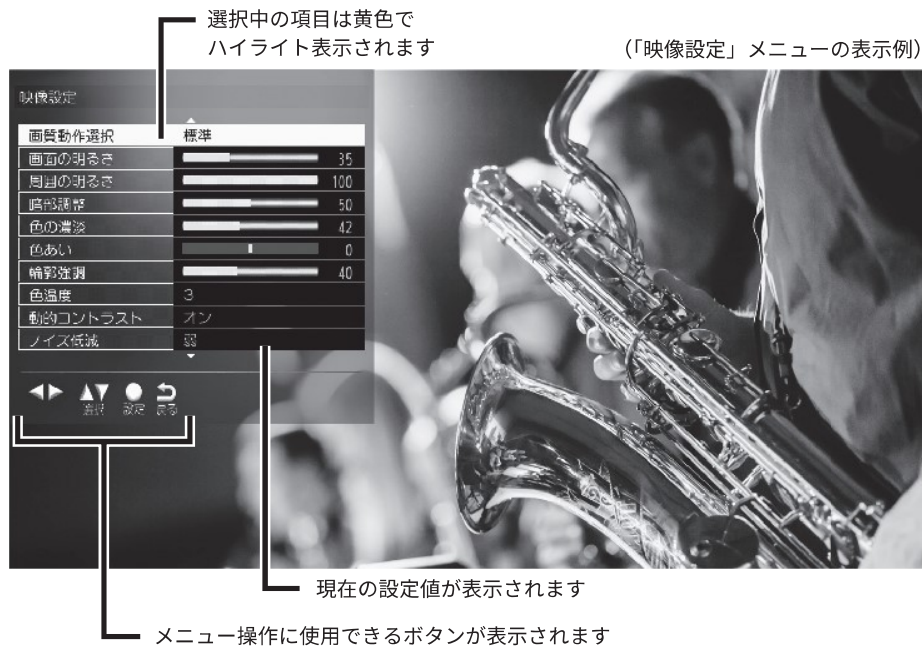 選択中の項目は黄色で
ハイライト表示されます
（「映像設定」メニューの表示例）
映像設定
画質動作選択 標準
画面の明るさ 35
周囲の明るさ 100
暗部調整 50
色の濃淡 42
色あい 0
輪郭強調 40
色温度 3
動的コントラスト オン
ノイズ低減 弱
選択 設定 戻る
現在の設定値が表示されます
メニュー操作に使用できるボタンが表示されます